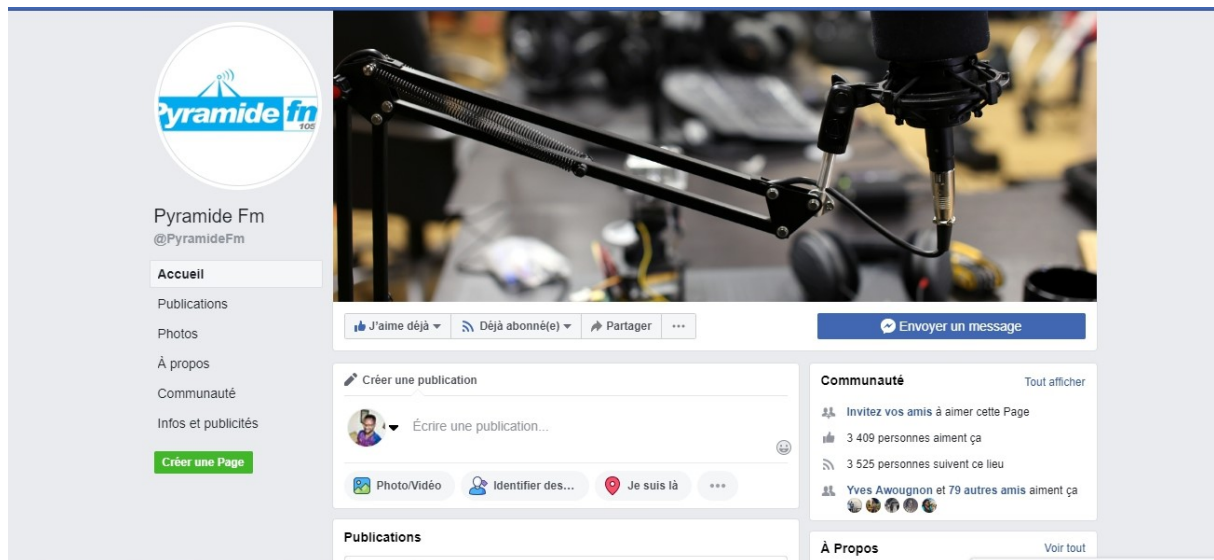 Pyramide fm
105
Pyramide Fm
@PyramideFm
Accueil
Publications
Photos
À propos
Communauté
Infos et publicités
Créer une Page
J'aime déjà
Déjà abonné(e)
Partager
Envoyer un message
Créer une publication
Écrire une publication...
Photo/Vidéo
Identifier des...
Je suis là
Publications
Communauté
Tout afficher
Invitez vos amis à aimer cette Page
3 409 personnes aiment ça
3 525 personnes suivent ce lieu
Yves Awougnon et 79 autres amis aiment ça
À Propos
Voir tout